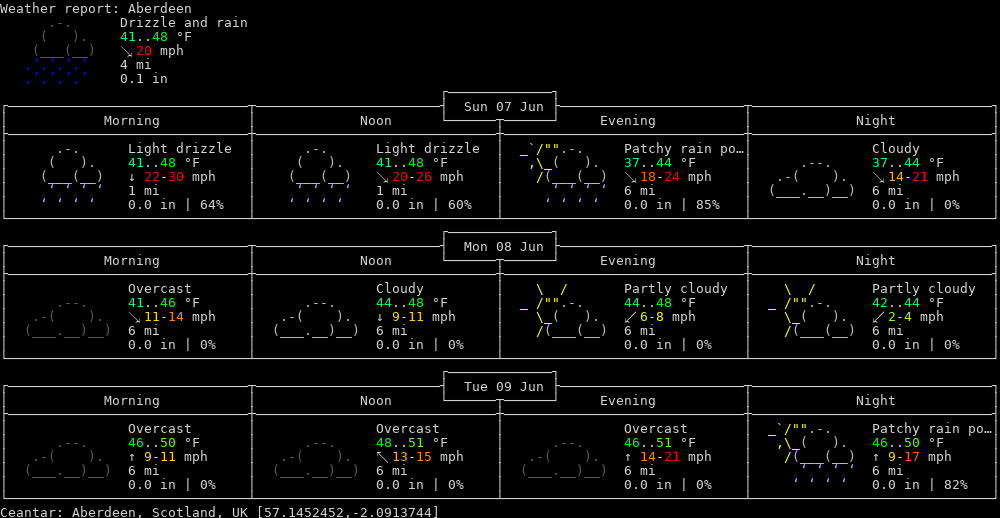 Weather report: Aberdeen
Drizzle and rain
41..48 °F
↘20 mph
4 mi
0.1 in
Sun 07 Jun
Morning Noon Evening Night
Light drizzle Light drizzle Patchy rain po… Cloudy
41..48 °F 41..48 °F 37..44 °F 37..44 °F
↓ 22-30 mph ↘20-26 mph ↘18-24 mph ↘14-21 mph
1 mi 1 mi 6 mi 6 mi
0.0 in | 64% 0.0 in | 60% 0.0 in | 85% 0.0 in | 0%
Mon 08 Jun
Morning Noon Evening Night
Overcast Cloudy Partly cloudy Partly cloudy
41..46 °F 44..48 °F 44..48 °F 42..44 °F
↘11-14 mph ↓ 9-11 mph ↙6-8 mph ↙2-4 mph
6 mi 6 mi 6 mi 6 mi
0.0 in | 0% 0.0 in | 0% 0.0 in | 0% 0.0 in | 0%
Tue 09 Jun
Morning Noon Evening Night
Overcast Overcast Overcast Patchy rain po…
46..50 °F 48..51 °F 46..51 °F 46..50 °F
↑ 9-11 mph ↖13-15 mph ↑ 14-21 mph ↑ 9-17 mph
6 mi 6 mi 6 mi 6 mi
0.0 in | 0% 0.0 in | 0% 0.0 in | 0% 0.0 in | 82%
Ceantar: Aberdeen, Scotland, UK [57.1452452,-2.0913744]